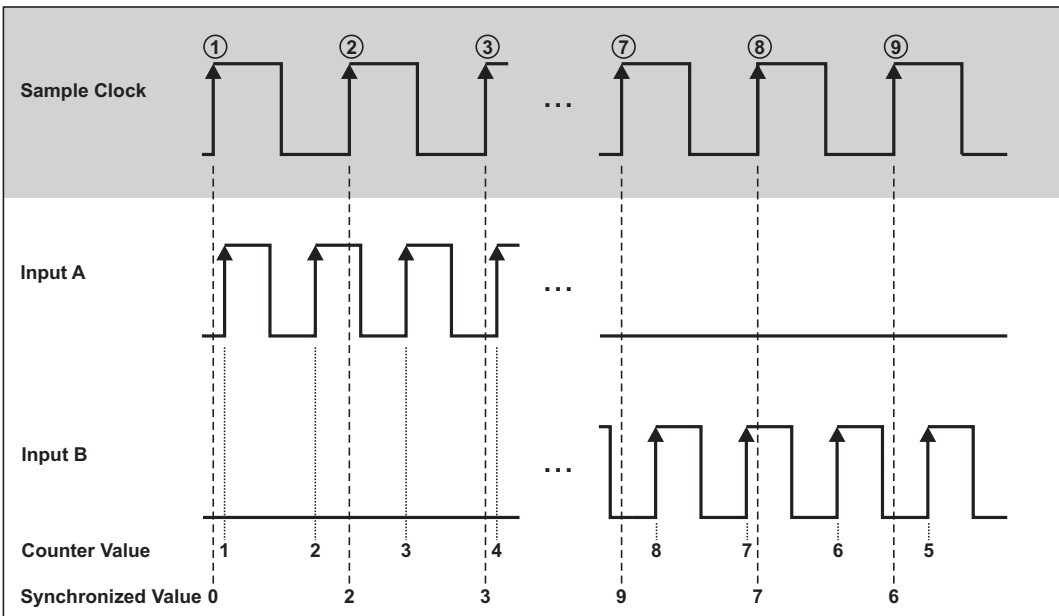 ① ② ③ ⑦ ⑧ ⑨
Sample Clock
...
Input A
...
Input B
...
Counter Value 1 2 3 4 8 7 6 5
Synchronized Value 0 2 3 9 7 6